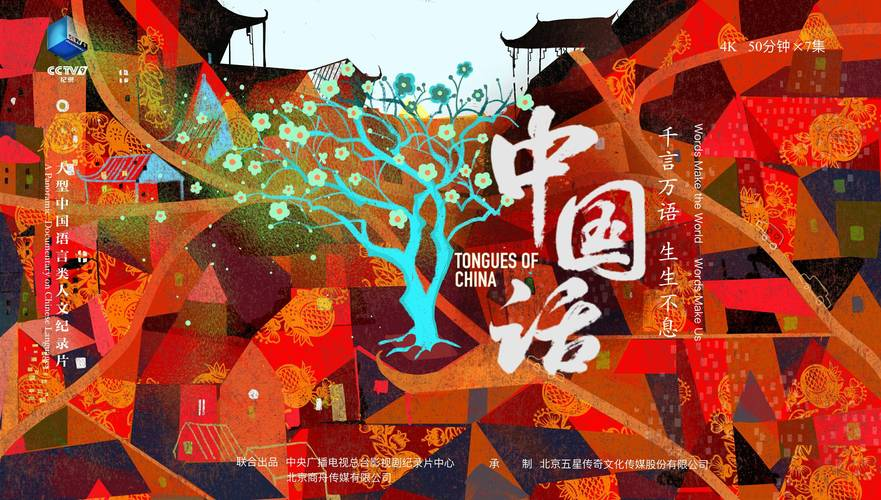 CCTV9
纪录
大型中国语言类人文纪录片
A Panoramic Documentary on Chinese Languages
中国话
TONGUES OF
CHINA
4K 50分钟×7集
千言万语 生生不息
Words Make the World Words Make Us
联合出品 中央广播电视总台影视剧纪录片中心
北京商舟传媒有限公司
承 制 北京五星传奇文化传媒股份有限公司